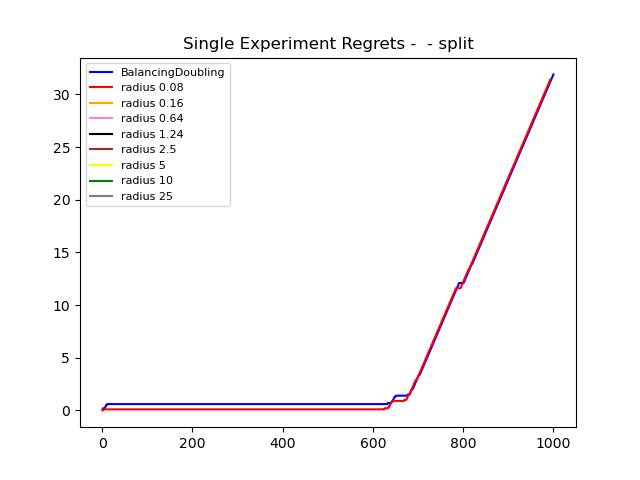 Single Experiment Regrets -  - split
BalancingDoubling
radius 0.08
radius 0.16
radius 0.64
radius 1.24
radius 2.5
radius 5
radius 10
radius 25
30
25
20
15
10
5
0
0 200 400 600 800 1000